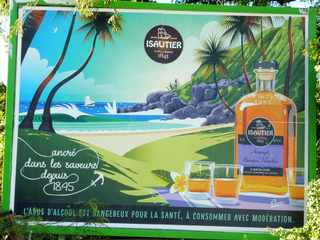 ISAUTIER
1845
ancré
dans les saveurs
depuis
1845
ISAUTIER
Arrangé
L'ABUS D'ALCOOL EST DANGEREUX POUR LA SANTÉ, À CONSOMMER AVEC MODÉRATION.